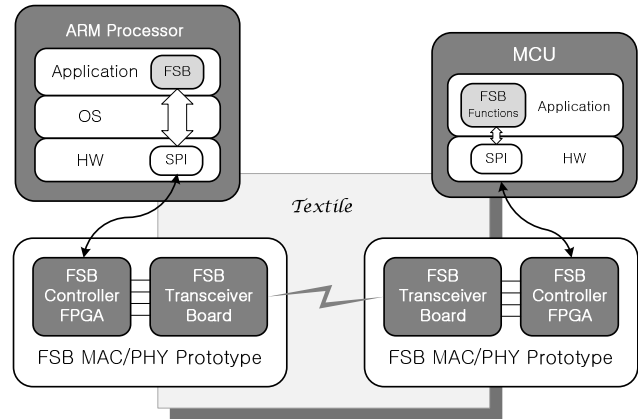 ARM Processor
Application
FSB
OS
HW
SPI
MCU
FSB
Functions
Application
SPI
HW
Textile
FSB
Controller
FPGA
FSB
Transceiver
Board
FSB MAC/PHY Prototype
FSB
Transceiver
Board
FSB
Controller
FPGA
FSB MAC/PHY Prototype